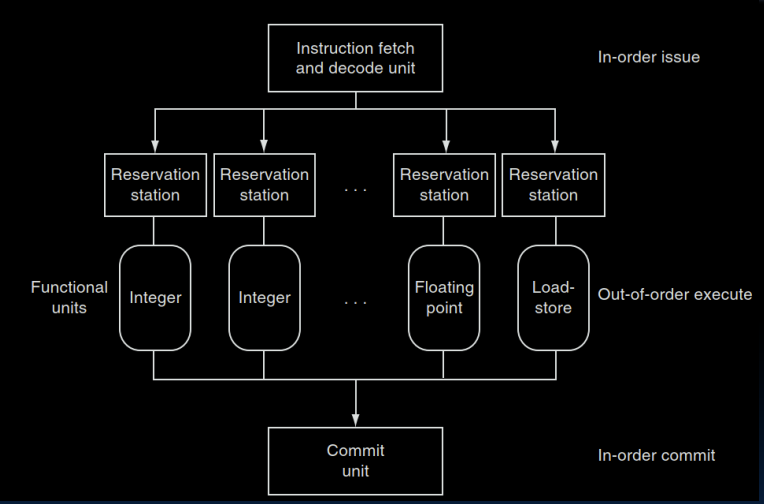 Instruction fetch
and decode unit
In-order issue
Reservation
station
Reservation
station
. . .
Reservation
station
Reservation
station
Functional
units
Integer
Integer
. . .
Floating
point
Load-
store
Out-of-order execute
Commit
unit
In-order commit